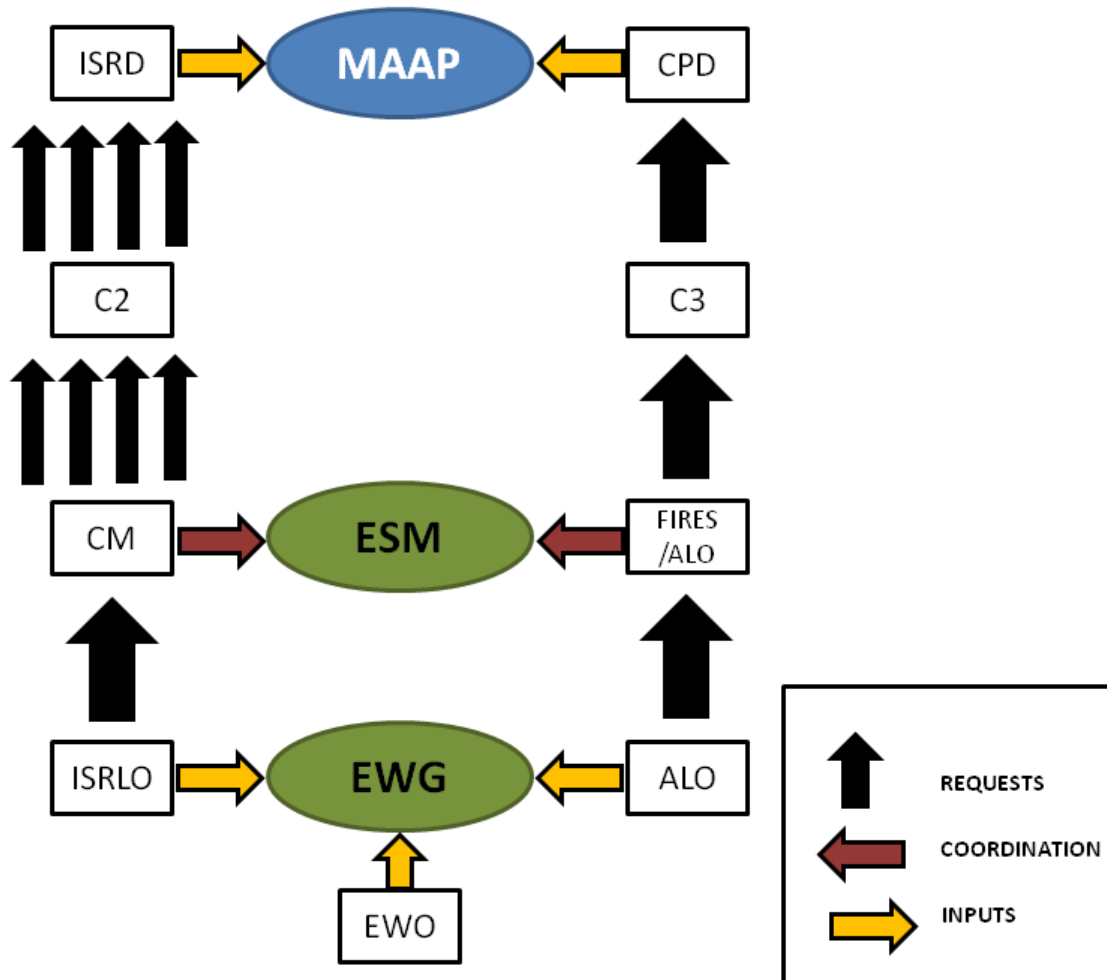 ISRD
MAAP
CPD
C2
C3
CM
ESM
FIRES
/ALO
ISRLO
EWG
ALO
EWO
REQUESTS
COORDINATION
INPUTS